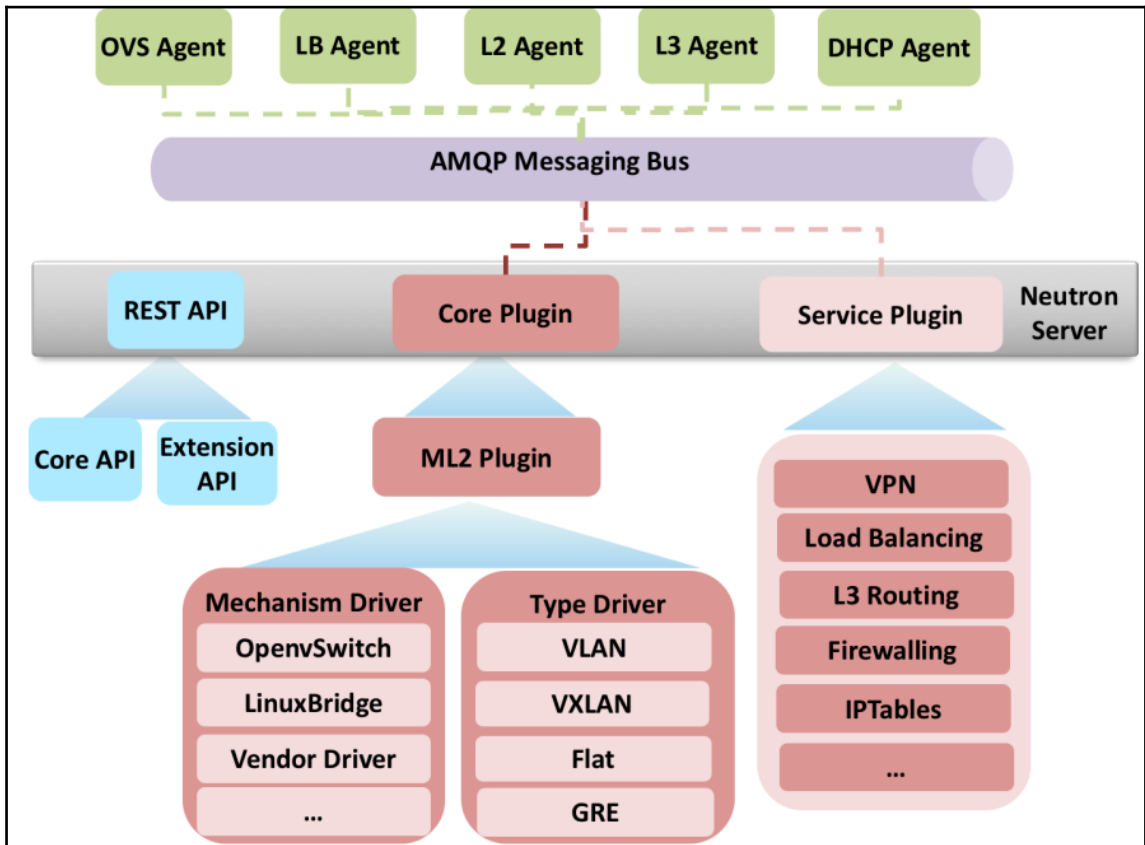 OVS Agent
LB Agent
L2 Agent
L3 Agent
DHCP Agent
AMQP Messaging Bus
REST API
Core Plugin
Service Plugin
Neutron
Server
Core API
Extension
API
ML2 Plugin
Mechanism Driver
OpenvSwitch
LinuxBridge
Vendor Driver
...
Type Driver
VLAN
VXLAN
Flat
GRE
VPN
Load Balancing
L3 Routing
Firewalling
IPTables
...